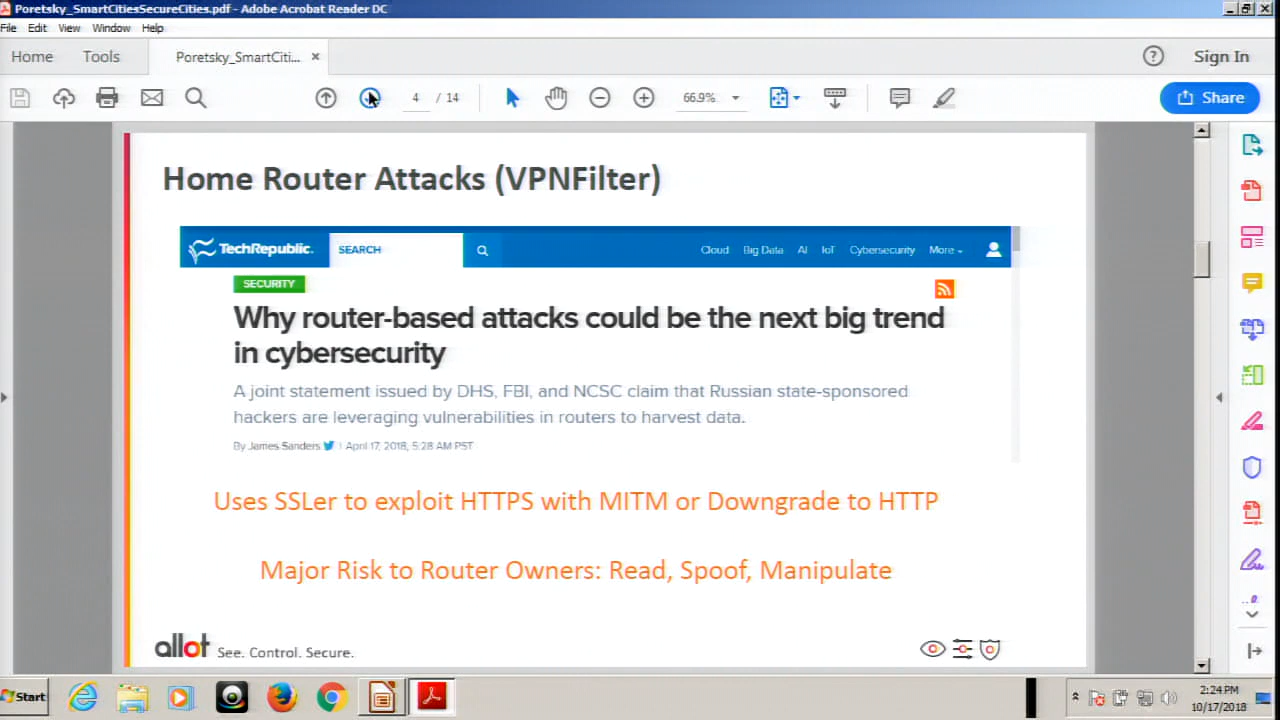 Poretsky_SmartCitiesSecureCities.pdf - Adobe Acrobat Reader DC
File Edit View Window Help
Home Tools Poretsky_SmartCiti... × ? Sign In
4 / 14 66.9% Share
Home Router Attacks (VPNFilter)
TechRepublic. SEARCH Cloud Big Data AI IoT Cybersecurity More
SECURITY
Why router-based attacks could be the next big trend
in cybersecurity
A joint statement issued by DHS, FBI, and NCSC claim that Russian state-sponsored
hackers are leveraging vulnerabilities in routers to harvest data.
By James Sanders | April 17, 2018, 5:28 AM PST
Uses SSLer to exploit HTTPS with MITM or Downgrade to HTTP
Major Risk to Router Owners: Read, Spoof, Manipulate
allot See. Control. Secure.
Start
2:24 PM
10/17/2018